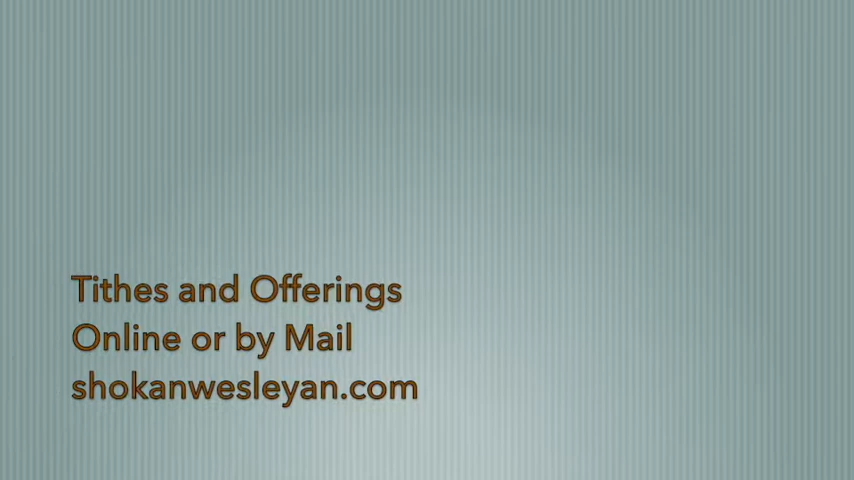 Tithes and Offerings
Online or by Mail
shokanwesleyan.com